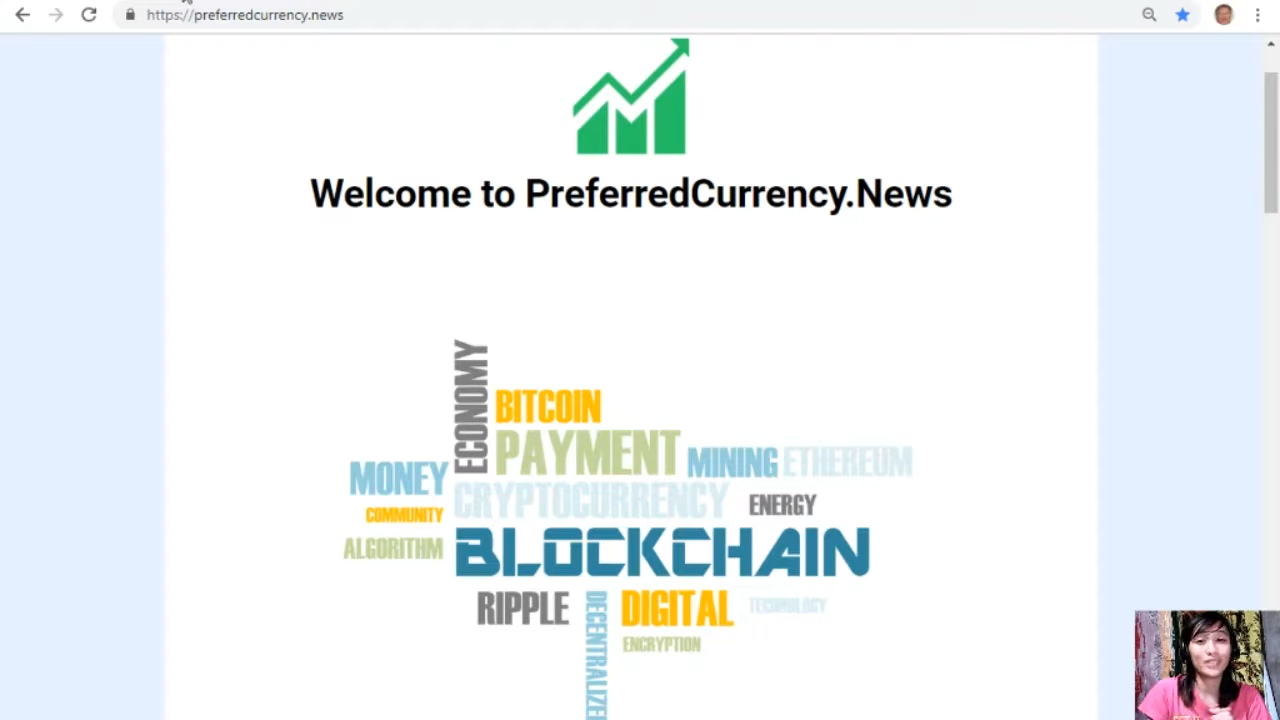 https://preferredcurrency.news
Welcome to PreferredCurrency.News
ECONOMY
BITCOIN
PAYMENT
MINING ETHEREUM
MONEY
CRYPTOCURRENCY
ENERGY
COMMUNITY
BLOCKCHAIN
ALGORITHM
RIPPLE
DECENTRALIZE
DIGITAL
TECHNOLOGY
ENCRYPTION